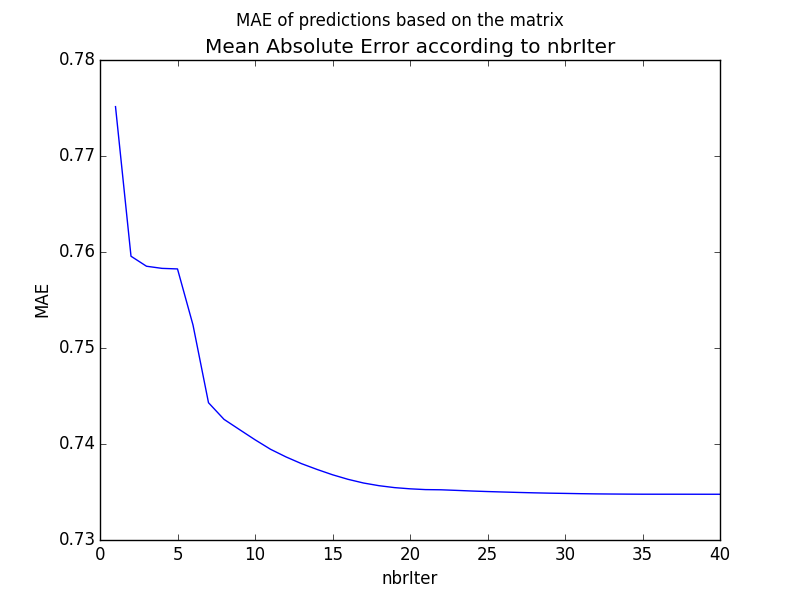 MAE of predictions based on the matrix
Mean Absolute Error according to nbrIter
0.78
0.77
0.76
0.75
0.74
0.73
MAE
0 5 10 15 20 25 30 35 40
nbrIter